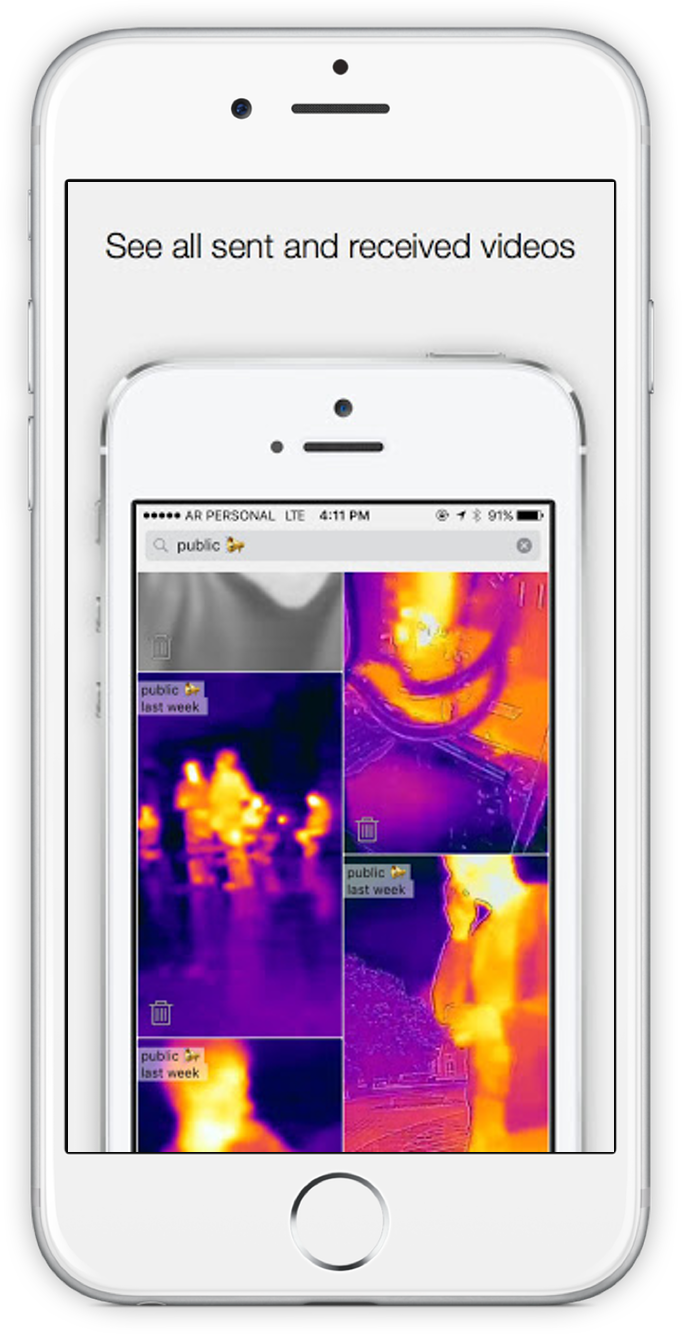 See all sent and received videos
AR PERSONAL LTE 4:11 PM 91%
public
public
last week
public
last week
public
last week